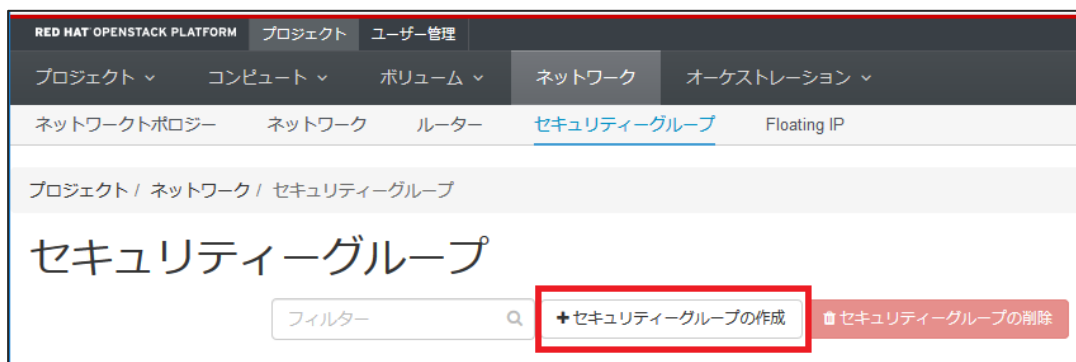 RED HAT OPENSTACK PLATFORM プロジェクト ユーザー管理
プロジェクト コンピュート ボリューム ネットワーク オーケストレーション
ネットワークトポロジー ネットワーク ルーター セキュリティーグループ Floating IP
プロジェクト / ネットワーク / セキュリティーグループ
セキュリティーグループ
フィルター +セキュリティーグループの作成 セキュリティーグループの削除